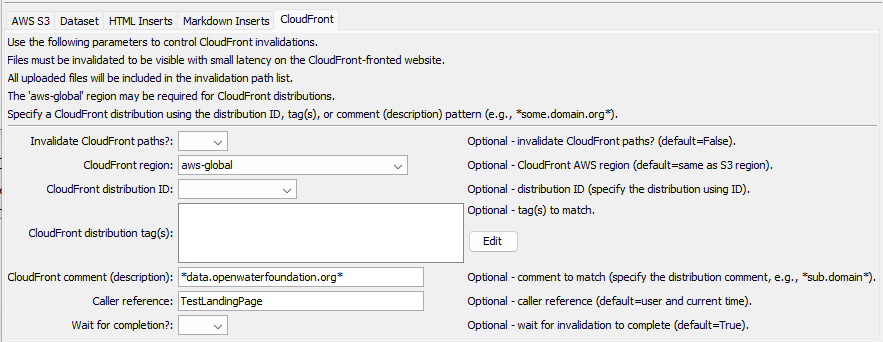 AWS S3 Dataset HTML Inserts Markdown Inserts CloudFront
Use the following parameters to control CloudFront invalidations.
Files must be invalidated to be visible with small latency on the CloudFront-fronted website.
All uploaded files will be included in the invalidation path list.
The 'aws-global' region may be required for CloudFront distributions.
Specify a CloudFront distribution using the distribution ID, tag(s), or comment (description) pattern (e.g., *some.domain.org*).
Invalidate CloudFront paths?: Optional - invalidate CloudFront paths? (default=False).
CloudFront region: aws-global Optional - CloudFront AWS region (default=same as S3 region).
CloudFront distribution ID: Optional - distribution ID (specify the distribution using ID).
Optional - tag(s) to match.
CloudFront distribution tag(s): Edit
CloudFront comment (description): *data.openwaterfoundation.org* Optional - comment to match (specify the distribution comment, e.g., *sub.domain*).
Caller reference: TestLandingPage Optional - caller reference (default=user and current time).
Wait for completion?: Optional - wait for invalidation to complete (default=True).